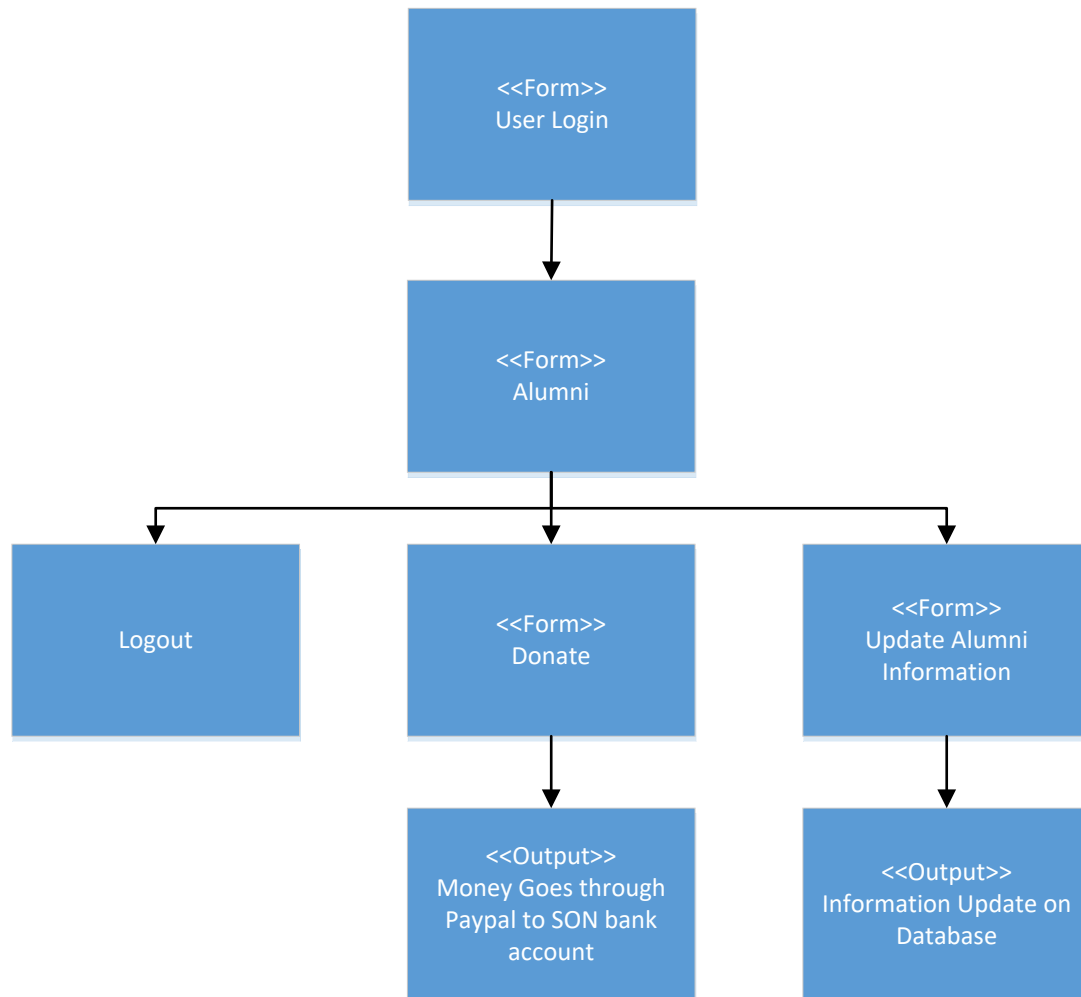 <<Form>>
User Login
<<Form>>
Alumni
Logout
<<Form>>
Donate
<<Form>>
Update Alumni
Information
<<Output>>
Money Goes through
Paypal to SON bank
account
<<Output>>
Information Update on
Database